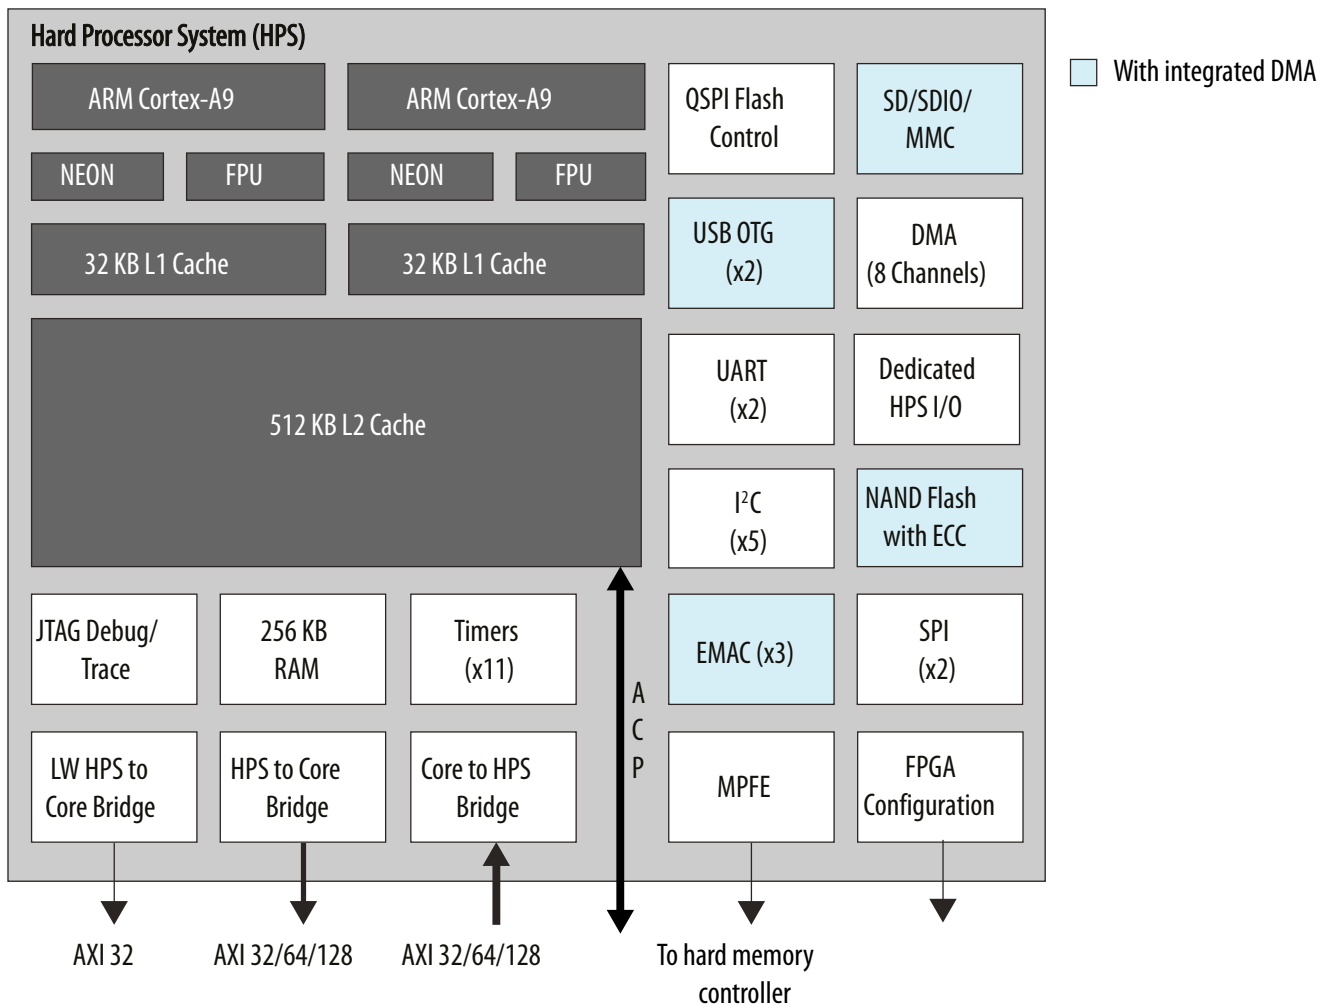 Hard Processor System (HPS)
With integrated DMA
ARM Cortex-A9
ARM Cortex-A9
NEON
FPU
NEON
FPU
32 KB L1 Cache
32 KB L1 Cache
512 KB L2 Cache
QSPI Flash
Control
SD/SDIO/
MMC
USB OTG
(x2)
DMA
(8 Channels)
UART
(x2)
Dedicated
HPS I/O
I²C
(x5)
NAND Flash
with ECC
JTAG Debug/
Trace
256 KB
RAM
Timers
(x11)
A
C
P
EMAC (x3)
SPI
(x2)
LW HPS to
Core Bridge
HPS to Core
Bridge
Core to HPS
Bridge
MPFE
FPGA
Configuration
AXI 32
AXI 32/64/128
AXI 32/64/128
To hard memory
controller